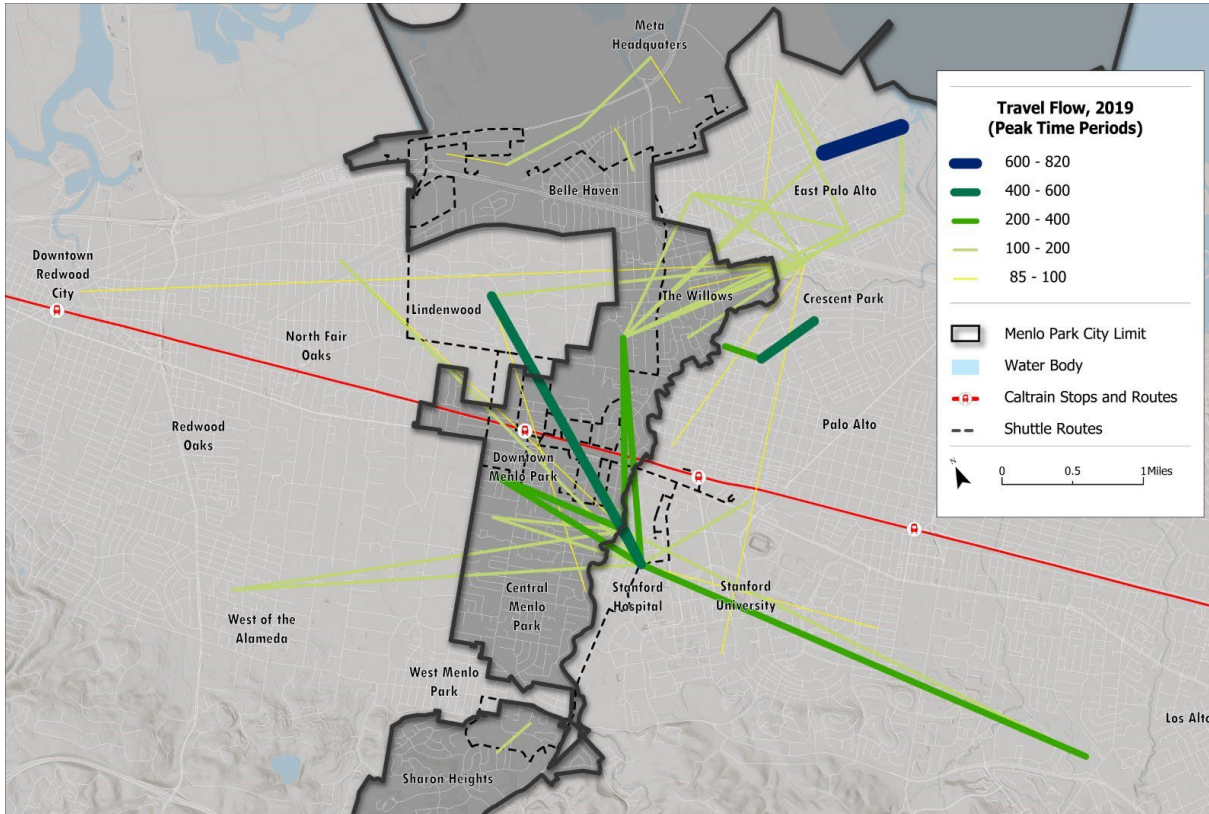 Meta
Headquaters
Belle Haven
East Palo Alto
Downtown
Redwood
City
Lindenwood
The Willows
Crescent Park
North Fair
Oaks
Redwood
Oaks
Palo Alto
Downtown
Menlo Park
Central
Menlo
Park
Stanford
Hospital
Stanford
University
West of the
Alameda
West Menlo
Park
Los Alto
Sharon Heights
Travel Flow, 2019
(Peak Time Periods)
600 - 820
400 - 600
200 - 400
100 - 200
85 - 100
Menlo Park City Limit
Water Body
Caltrain Stops and Routes
Shuttle Routes
N
0 0.5 1 Miles